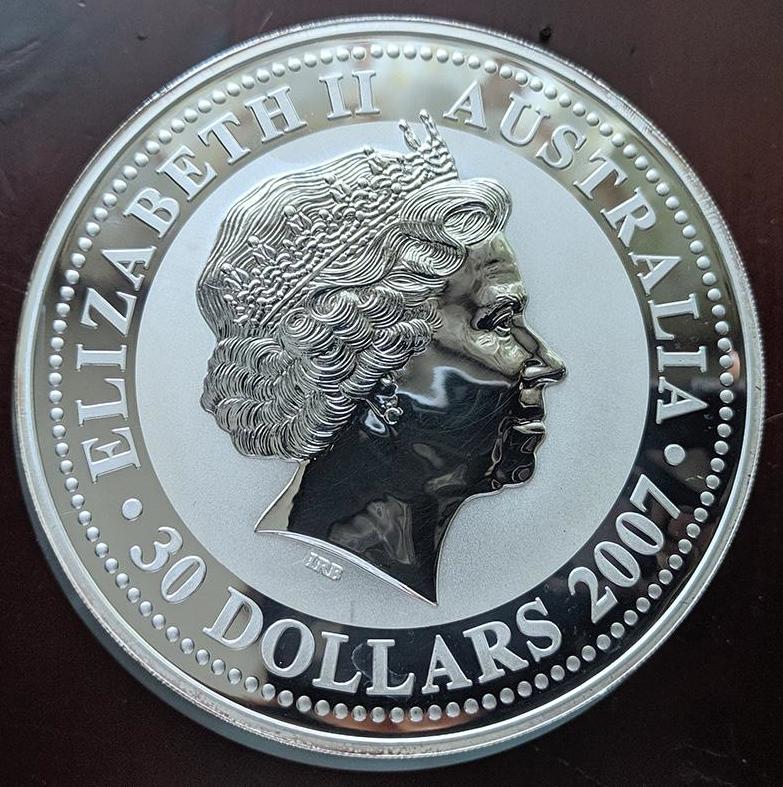 ELIZABETH II AUSTRALIA
• 30 DOLLARS 2007 •
IRB